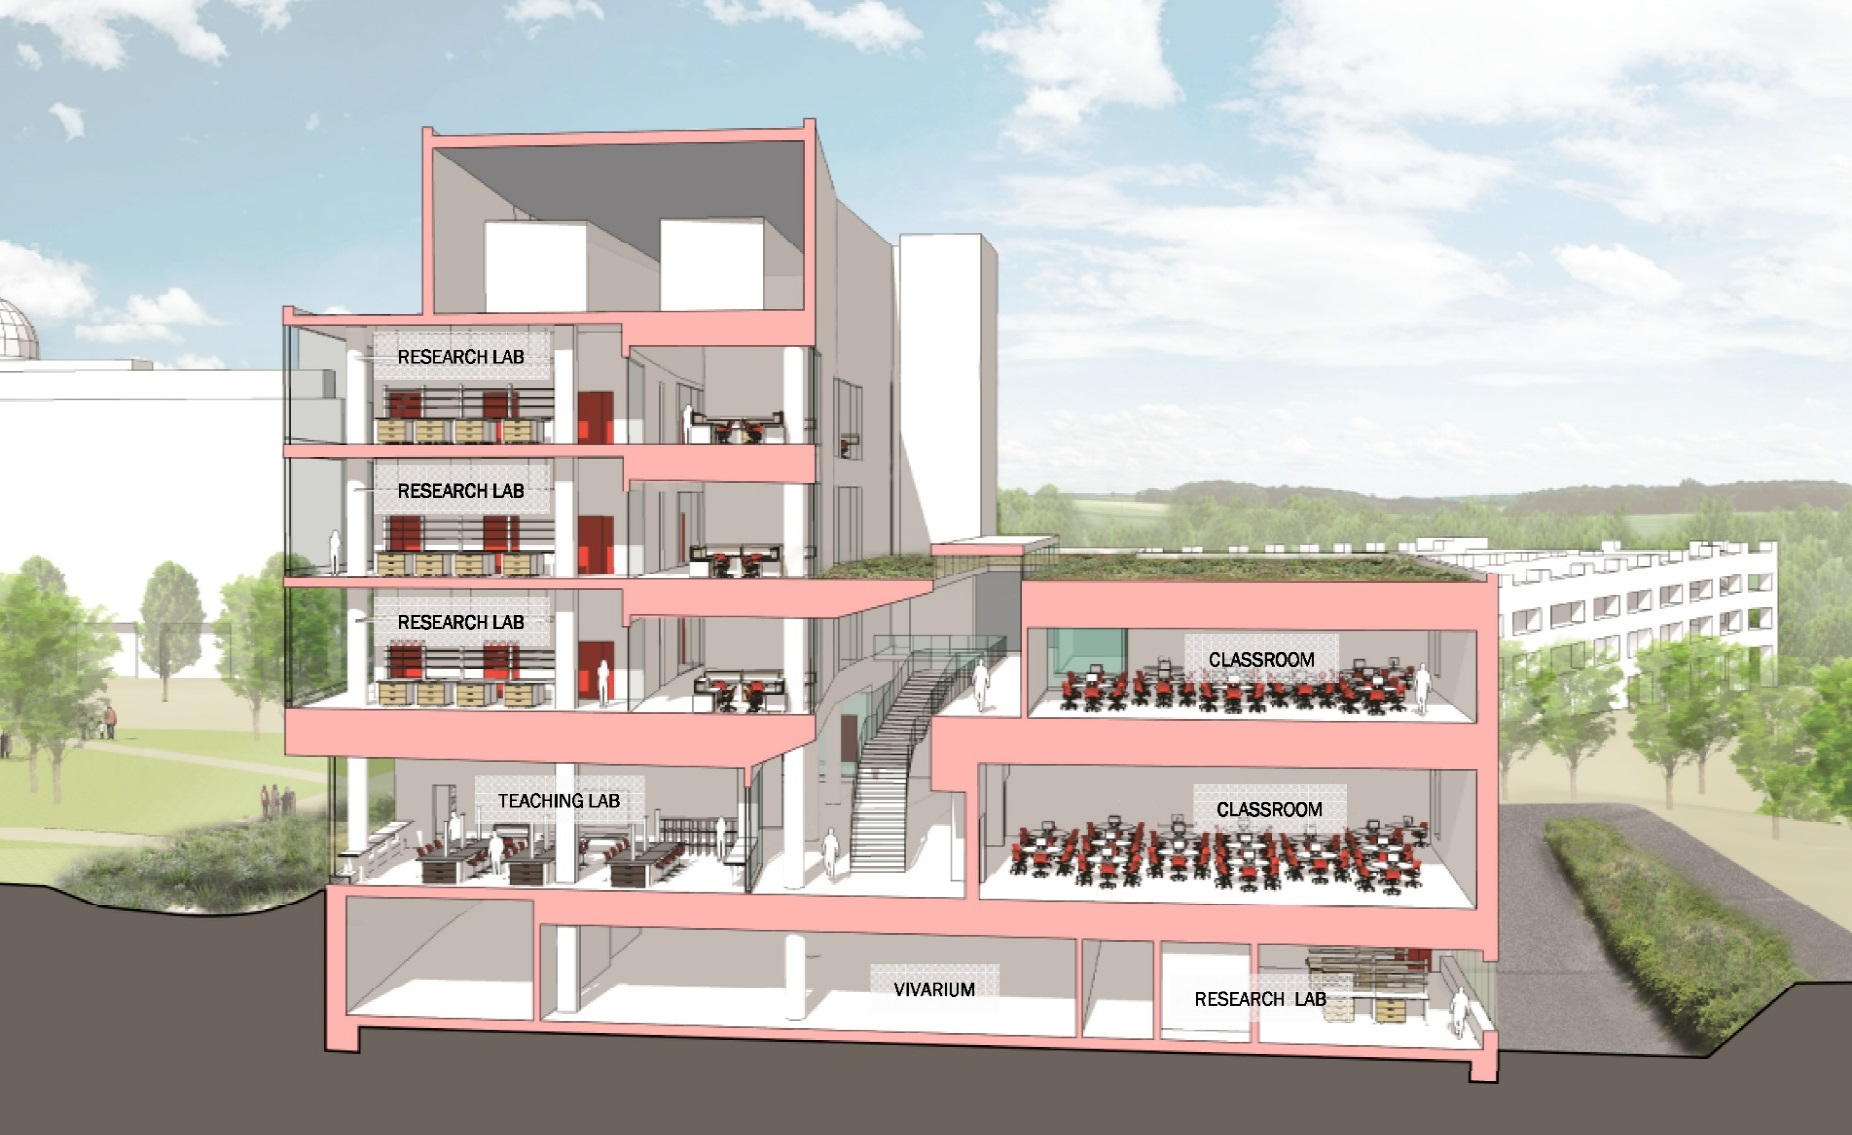 RESEARCH LAB
RESEARCH LAB
RESEARCH LAB
CLASSROOM
TEACHING LAB
CLASSROOM
VIVARIUM
RESEARCH LAB